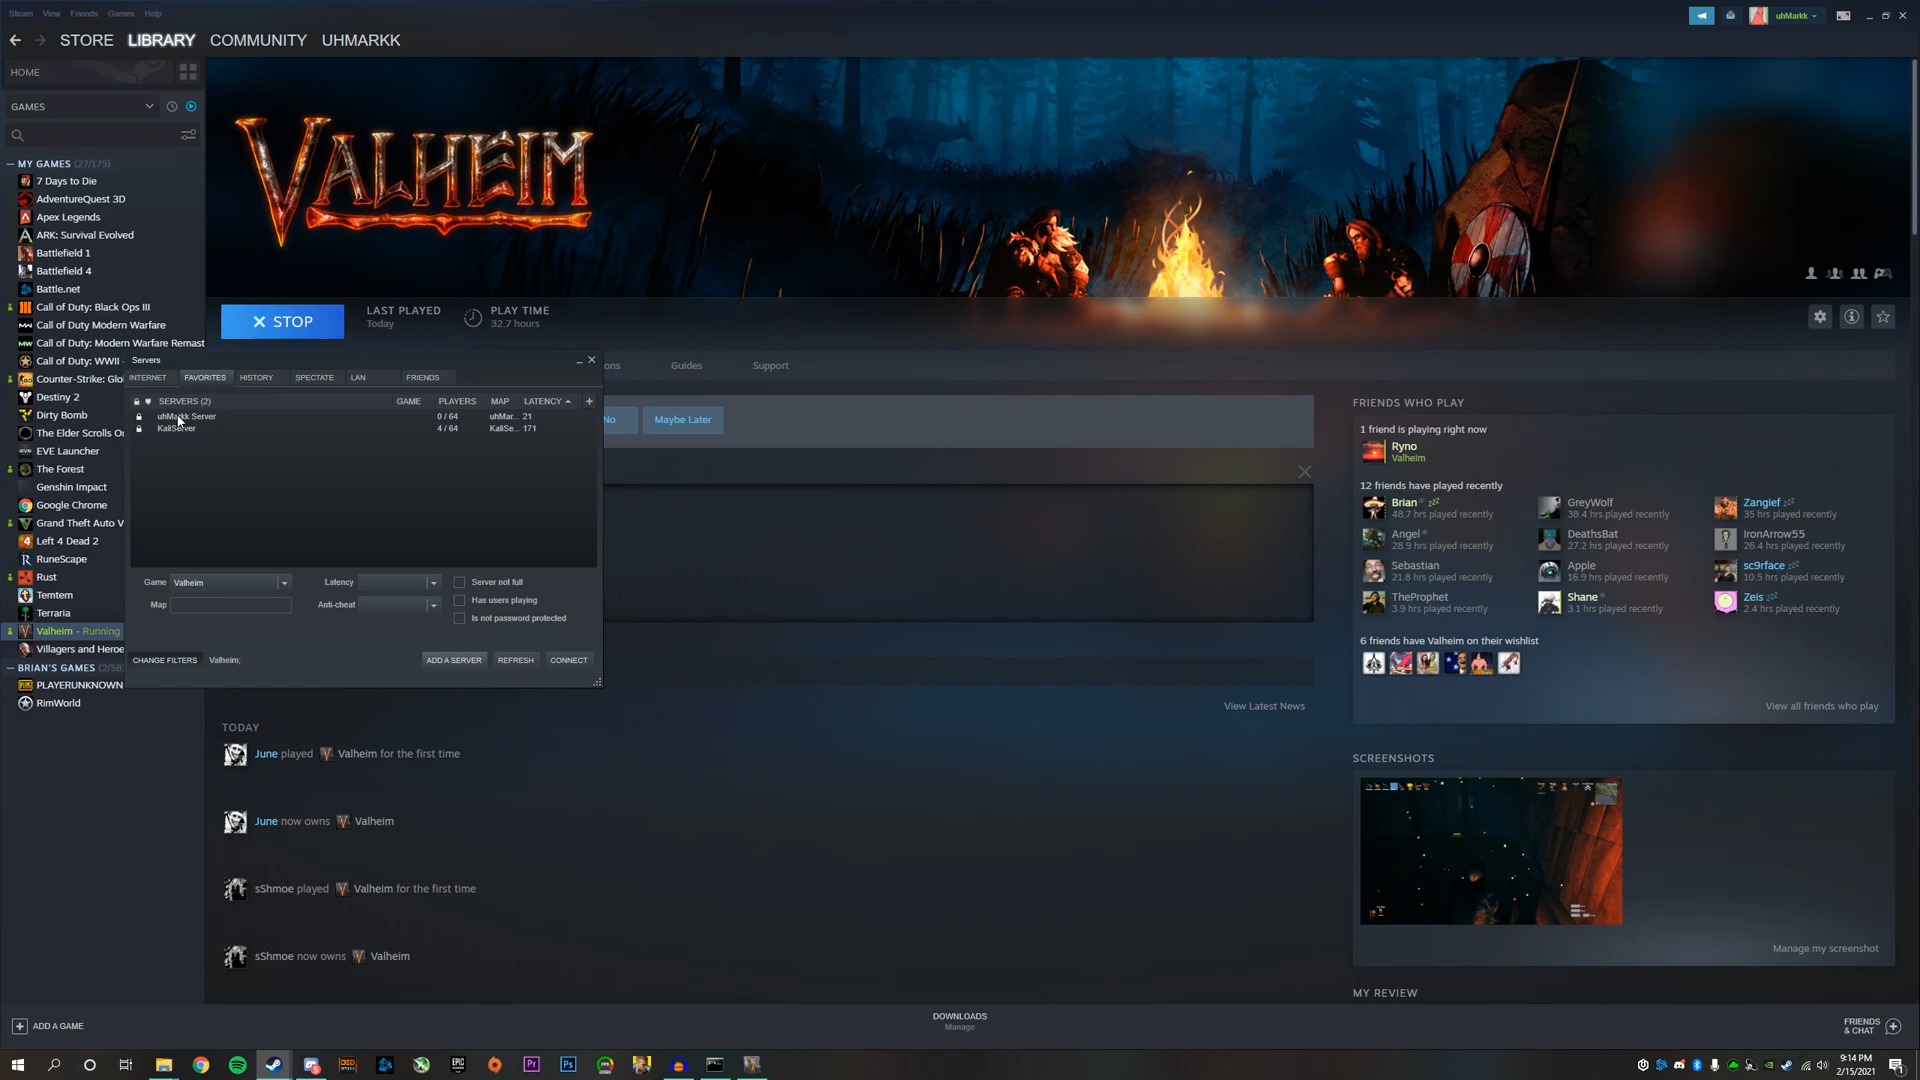 Steam View Friends Games Help
uhMarkk
STORE LIBRARY COMMUNITY UHMARKK
HOME
GAMES
MY GAMES (27/175)
7 Days to Die
AdventureQuest 3D
Apex Legends
ARK: Survival Evolved
Battlefield 1
Battlefield 4
Battle.net
Call of Duty: Black Ops III
Call of Duty Modern Warfare
Call of Duty: Modern Warfare Remast
Call of Duty: WWII
Counter-Strike: Glo
Destiny 2
Dirty Bomb
The Elder Scrolls On
EVE Launcher
The Forest
Genshin Impact
Google Chrome
Grand Theft Auto V
Left 4 Dead 2
RuneScape
Rust
Temtem
Terraria
Valheim - Running
Villagers and Heroe
BRIAN'S GAMES
PLAYERUNKNOWN
RimWorld
ADD A GAME
VALHEIM
STOP
LAST PLAYED
Today
PLAY TIME
32.7 hours
ons Guides Support
No Maybe Later
Servers
INTERNET FAVORITES HISTORY SPECTATE LAN FRIENDS
SERVERS (2) GAME PLAYERS MAP LATENCY
uhMarkk Server 0 / 64 uhMar... 21
KaliServer 4 / 64 KaliSe... 171
Game Valheim Latency Server not full
Map Anti-cheat Has users playing
Is not password protected
CHANGE FILTERS Valheim; ADD A SERVER REFRESH CONNECT
View Latest News
TODAY
June played Valheim for the first time
June now owns Valheim
sShmoe played Valheim for the first time
sShmoe now owns Valheim
FRIENDS WHO PLAY
1 friend is playing right now
Ryno
Valheim
12 friends have played recently
Brian
48.7 hrs played recently
GreyWolf
38.4 hrs played recently
Zangief
35 hrs played recently
Angel
28.9 hrs played recently
DeathsBat
27.2 hrs played recently
IronArrow55
26.4 hrs played recently
Sebastian
21.8 hrs played recently
Apple
16.9 hrs played recently
sc9rface
10.5 hrs played recently
TheProphet
3.9 hrs played recently
Shane
3.1 hrs played recently
Zeis
2.4 hrs played recently
6 friends have Valheim on their wishlist
View all friends who play
SCREENSHOTS
Manage my screenshot
MY REVIEW
DOWNLOADS
Manage
FRIENDS
& CHAT
9:14 PM
2/15/2021